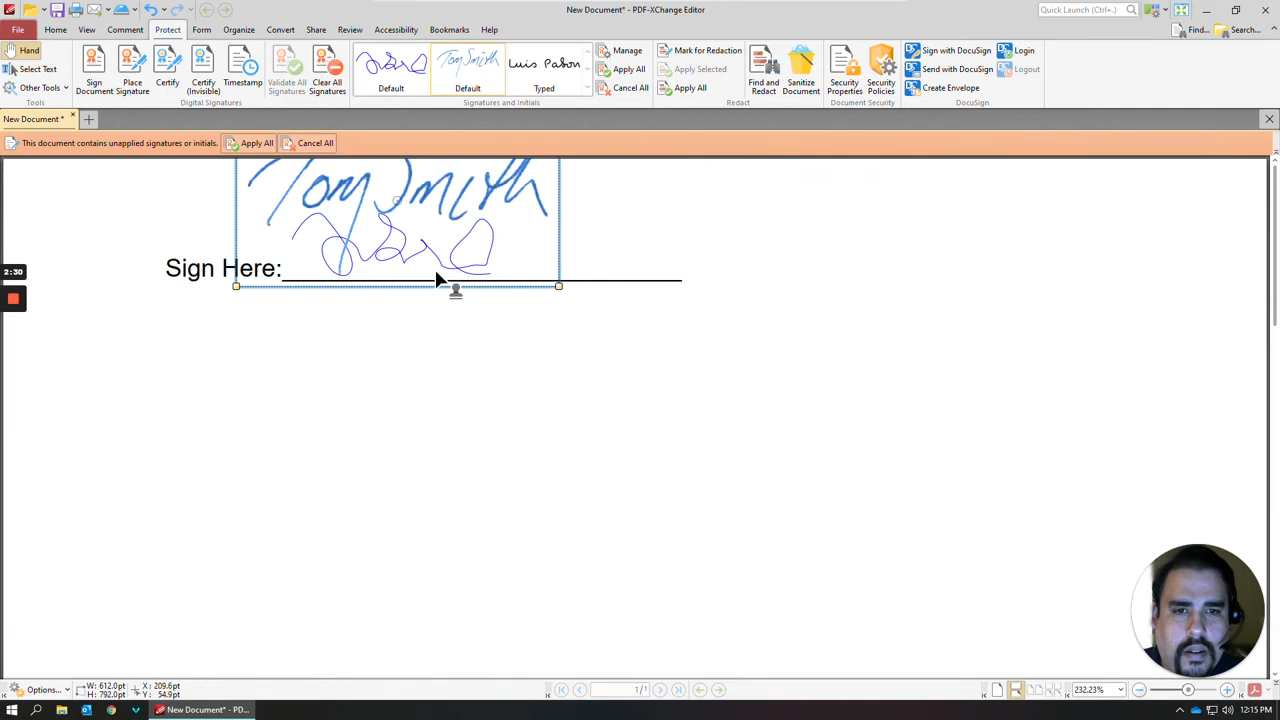 New Document* - PDF-XChange Editor
Quick Launch (Ctrl+.)
File Home View Comment Protect Form Organize Convert Share Review Accessibility Bookmarks Help
Find... Search...
Hand
Select Text
Other Tools
Tools
Sign Document
Place Signature
Certify
Certify (Invisible)
Timestamp
Digital Signatures
Validate All Signatures
Clear All Signatures
Default
Tony Smith
Default
Luis Pabon
Typed
Signatures and Initials
Manage
Apply All
Cancel All
Mark for Redaction
Apply Selected
Apply All
Redact
Find and Redact
Sanitize Document
Security Properties
Security Policies
Document Security
Sign with DocuSign
Send with DocuSign
Create Envelope
Login
Logout
DocuSign
New Document *
This document contains unapplied signatures or initials. Apply All Cancel All
Tony Smith
Sign Here:
2:30
Options...
W: 612.0pt
H: 792.0pt
X: 209.6pt
Y: 54.9pt
1/1
232.23%
New Document* - PD...
12:15 PM